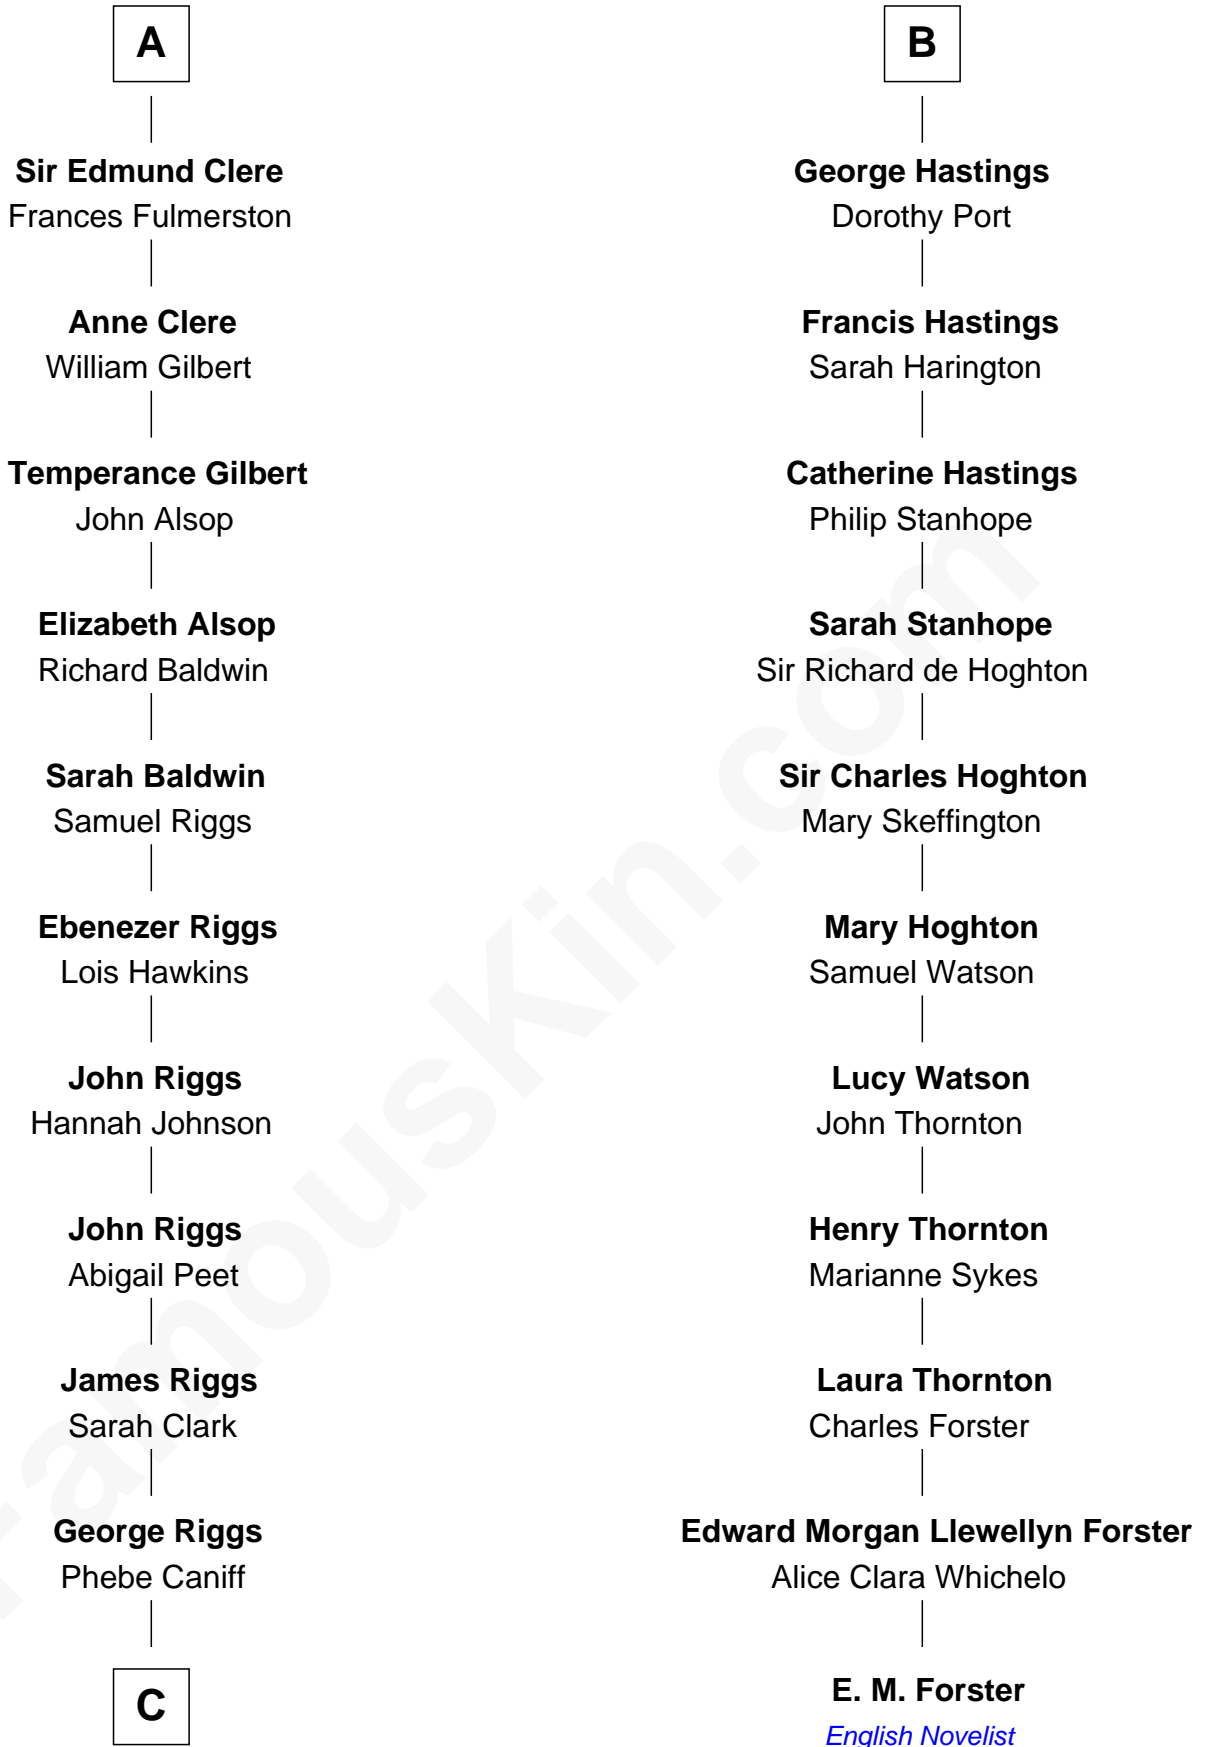 A
Sir Edmund Clere
Frances Fulmerston
Anne Clere
William Gilbert
Temperance Gilbert
John Alsop
Elizabeth Alsop
Richard Baldwin
Sarah Baldwin
Samuel Riggs
Ebenezer Riggs
Lois Hawkins
John Riggs
Hannah Johnson
John Riggs
Abigail Peet
James Riggs
Sarah Clark
George Riggs
Phebe Caniff
C
B
George Hastings
Dorothy Port
Francis Hastings
Sarah Harington
Catherine Hastings
Philip Stanhope
Sarah Stanhope
Sir Richard de Hoghton
Sir Charles Hoghton
Mary Skeffington
Mary Hoghton
Samuel Watson
Lucy Watson
John Thornton
Henry Thornton
Marianne Sykes
Laura Thornton
Charles Forster
Edward Morgan Llewellyn Forster
Alice Clara Whichelo
E. M. Forster
English Novelist
FamousKin.com